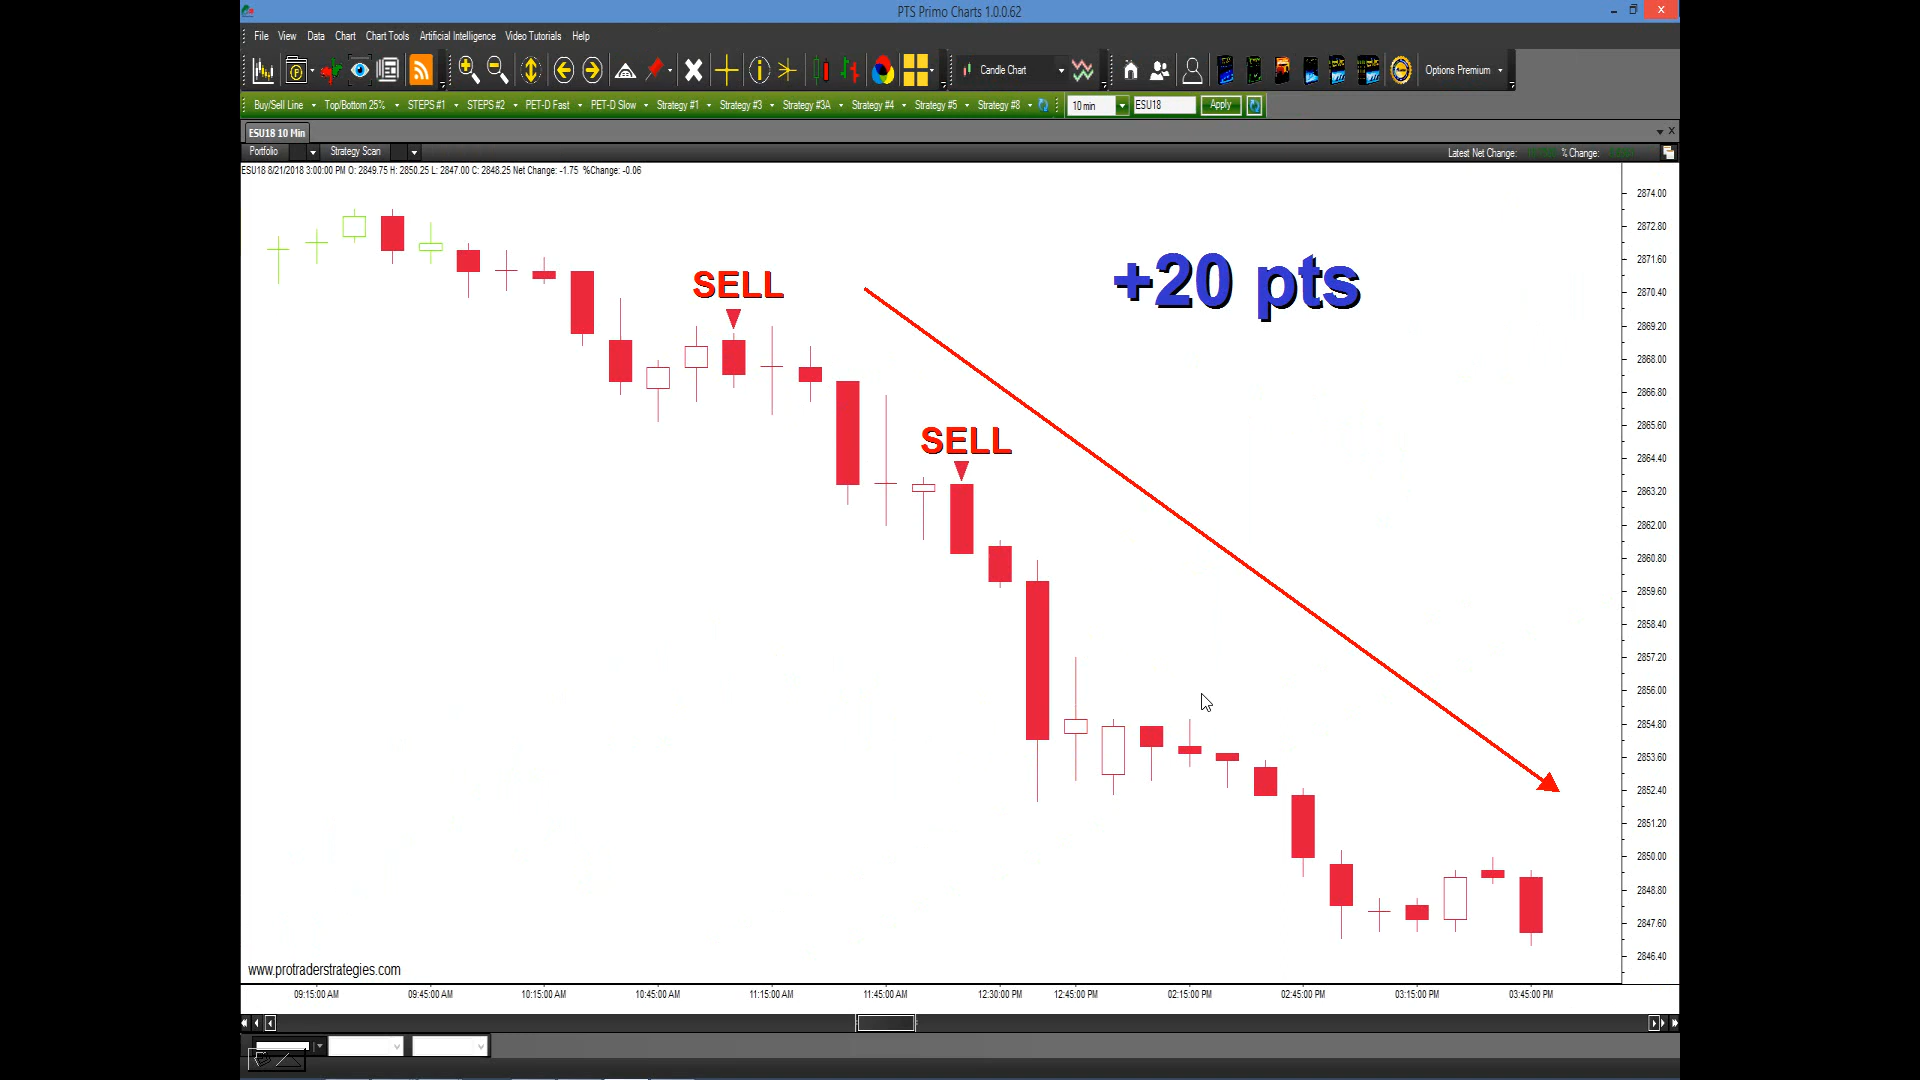 PTS Primo Charts 1.0.0.62
File View Data Chart Chart Tools Artificial Intelligence Video Tutorials Help
Candle Chart Options Premium
Buy/Sell Line Top/Bottom 25% STEPS #1 STEPS #2 PET-D Fast PET-D Slow Strategy #1 Strategy #3 Strategy #3A Strategy #4 Strategy #5 Strategy #8 10 min ESU18 Apply
ESU18 10 Min
Portfolio Strategy Scan Latest Net Change: % Change:
ESU18 8/21/2018 3:00:00 PM O: 2849.75 H: 2850.25 L: 2847.00 C: 2848.25 Net Change: -1.75 %Change: -0.06
+20 pts
SELL
SELL
2874.00
2872.80
2871.60
2870.40
2869.20
2868.00
2866.80
2865.60
2864.40
2863.20
2862.00
2860.80
2859.60
2858.40
2857.20
2856.00
2854.80
2853.60
2852.40
2851.20
2850.00
2848.80
2847.60
2846.40
www.protraderstrategies.com
09:15:00 AM 09:45:00 AM 10:15:00 AM 10:45:00 AM 11:15:00 AM 11:45:00 AM 12:30:00 PM 12:45:00 PM 02:15:00 PM 02:45:00 PM 03:15:00 PM 03:45:00 PM